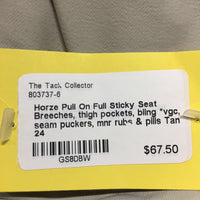 The Tack Collector
803737-6
Horze Pull On Full Sticky Seat
Breeches, thigh pockets, bling *vgc,
seam puckers, mnr rubs & pills Tan
24
GS8D8W
$67.50